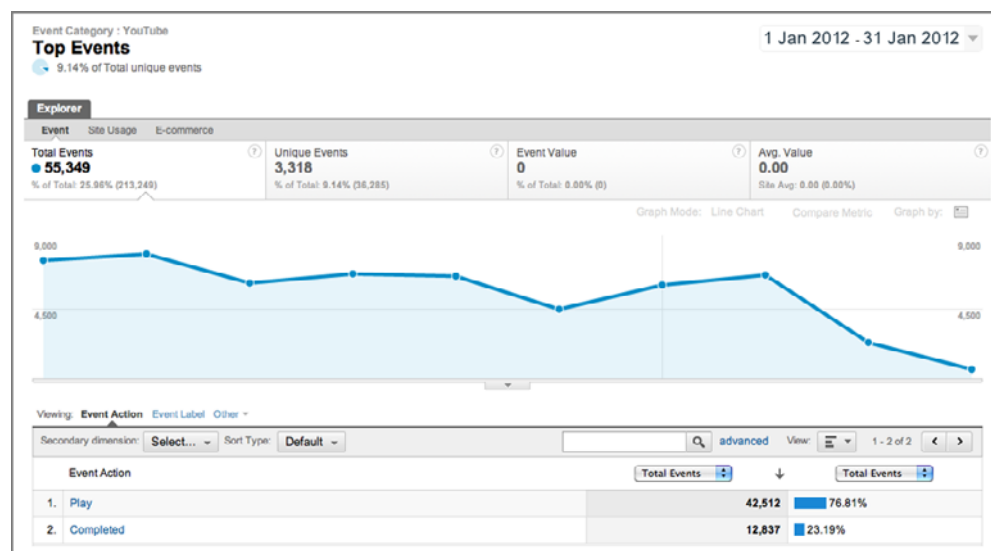 Event Category : YouTube
Top Events
9.14% of Total unique events
1 Jan 2012 - 31 Jan 2012
Explorer
Event Site Usage E-commerce
Total Events ? Unique Events ? Event Value ? Avg. Value ?
55,349 3,318 0 0.00
% of Total: 25.96% (213,249) % of Total: 9.14% (36,285) % of Total: 0.00% (0) Site Avg: 0.00 (0.00%)
Graph Mode: Line Chart Compare Metric Graph by:
9,000 9,000
4,500 4,500
Viewing: Event Action Event Label Other
Secondary dimension: Select... Sort Type: Default advanced View: 1 - 2 of 2
Event Action Total Events Total Events
1. Play 42,512 76.81%
2. Completed 12,837 23.19%